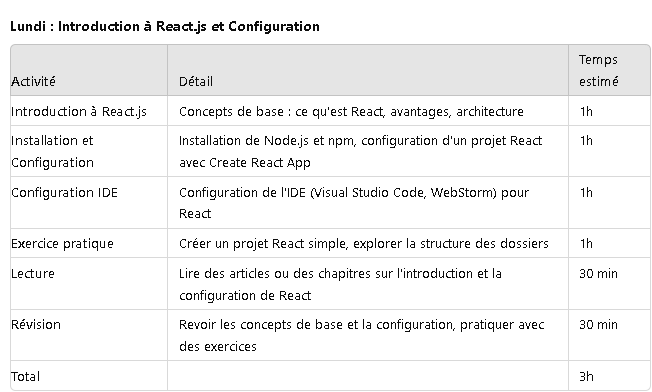 Lundi : Introduction à React.js et Configuration
Activité Détail Temps estimé
Introduction à React.js Concepts de base : ce qu'est React, avantages, architecture 1h
Installation et Configuration Installation de Node.js et npm, configuration d'un projet React avec Create React App 1h
Configuration IDE Configuration de l'IDE (Visual Studio Code, WebStorm) pour React 1h
Exercice pratique Créer un projet React simple, explorer la structure des dossiers 1h
Lecture Lire des articles ou des chapitres sur l'introduction et la configuration de React 30 min
Révision Revoir les concepts de base et la configuration, pratiquer avec des exercices 30 min
Total 3h